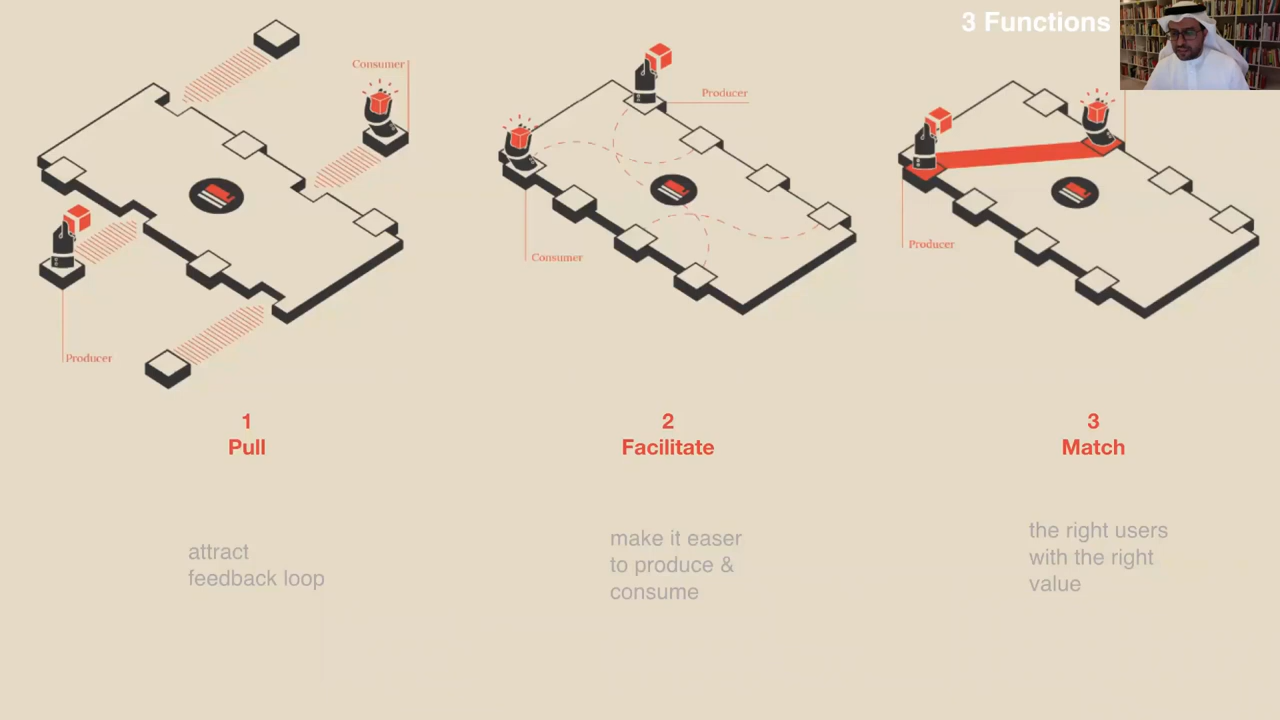 3 Functions
Consumer
Producer
Producer
Consumer
Producer
1
Pull
attract
feedback loop
2
Facilitate
make it easer
to produce &
consume
3
Match
the right users
with the right
value